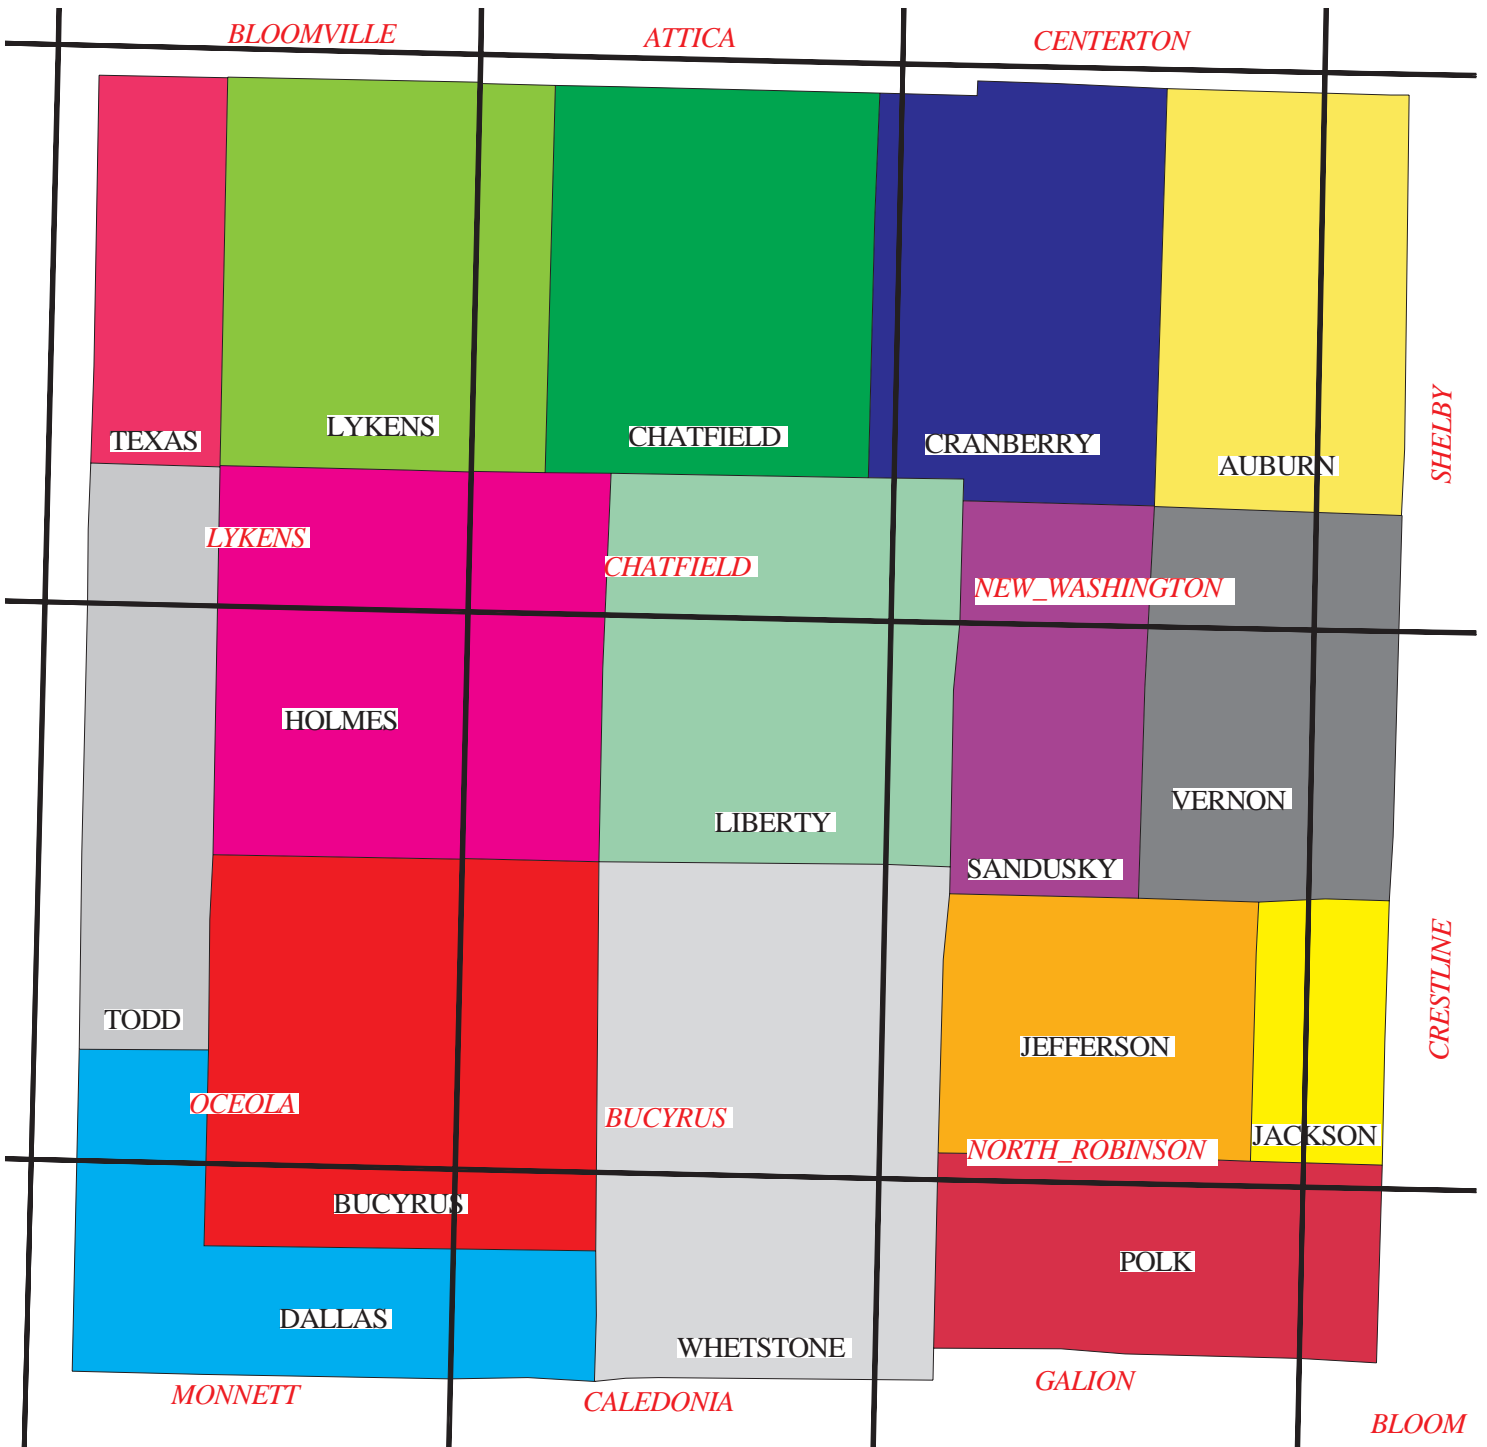 BLOOMVILLE
ATTICA
CENTERTON
TEXAS
LYKENS
CHATFIELD
CRANBERRY
AUBURN
SHELBY
LYKENS
CHATFIELD
NEW_WASHINGTON
HOLMES
LIBERTY
SANDUSKY
VERNON
TODD
JEFFERSON
CRESTLINE
OCEOLA
BUCYRUS
NORTH_ROBINSON
JACKSON
BUCYRUS
POLK
DALLAS
WHETSTONE
MONNETT
CALEDONIA
GALION
BLOOM